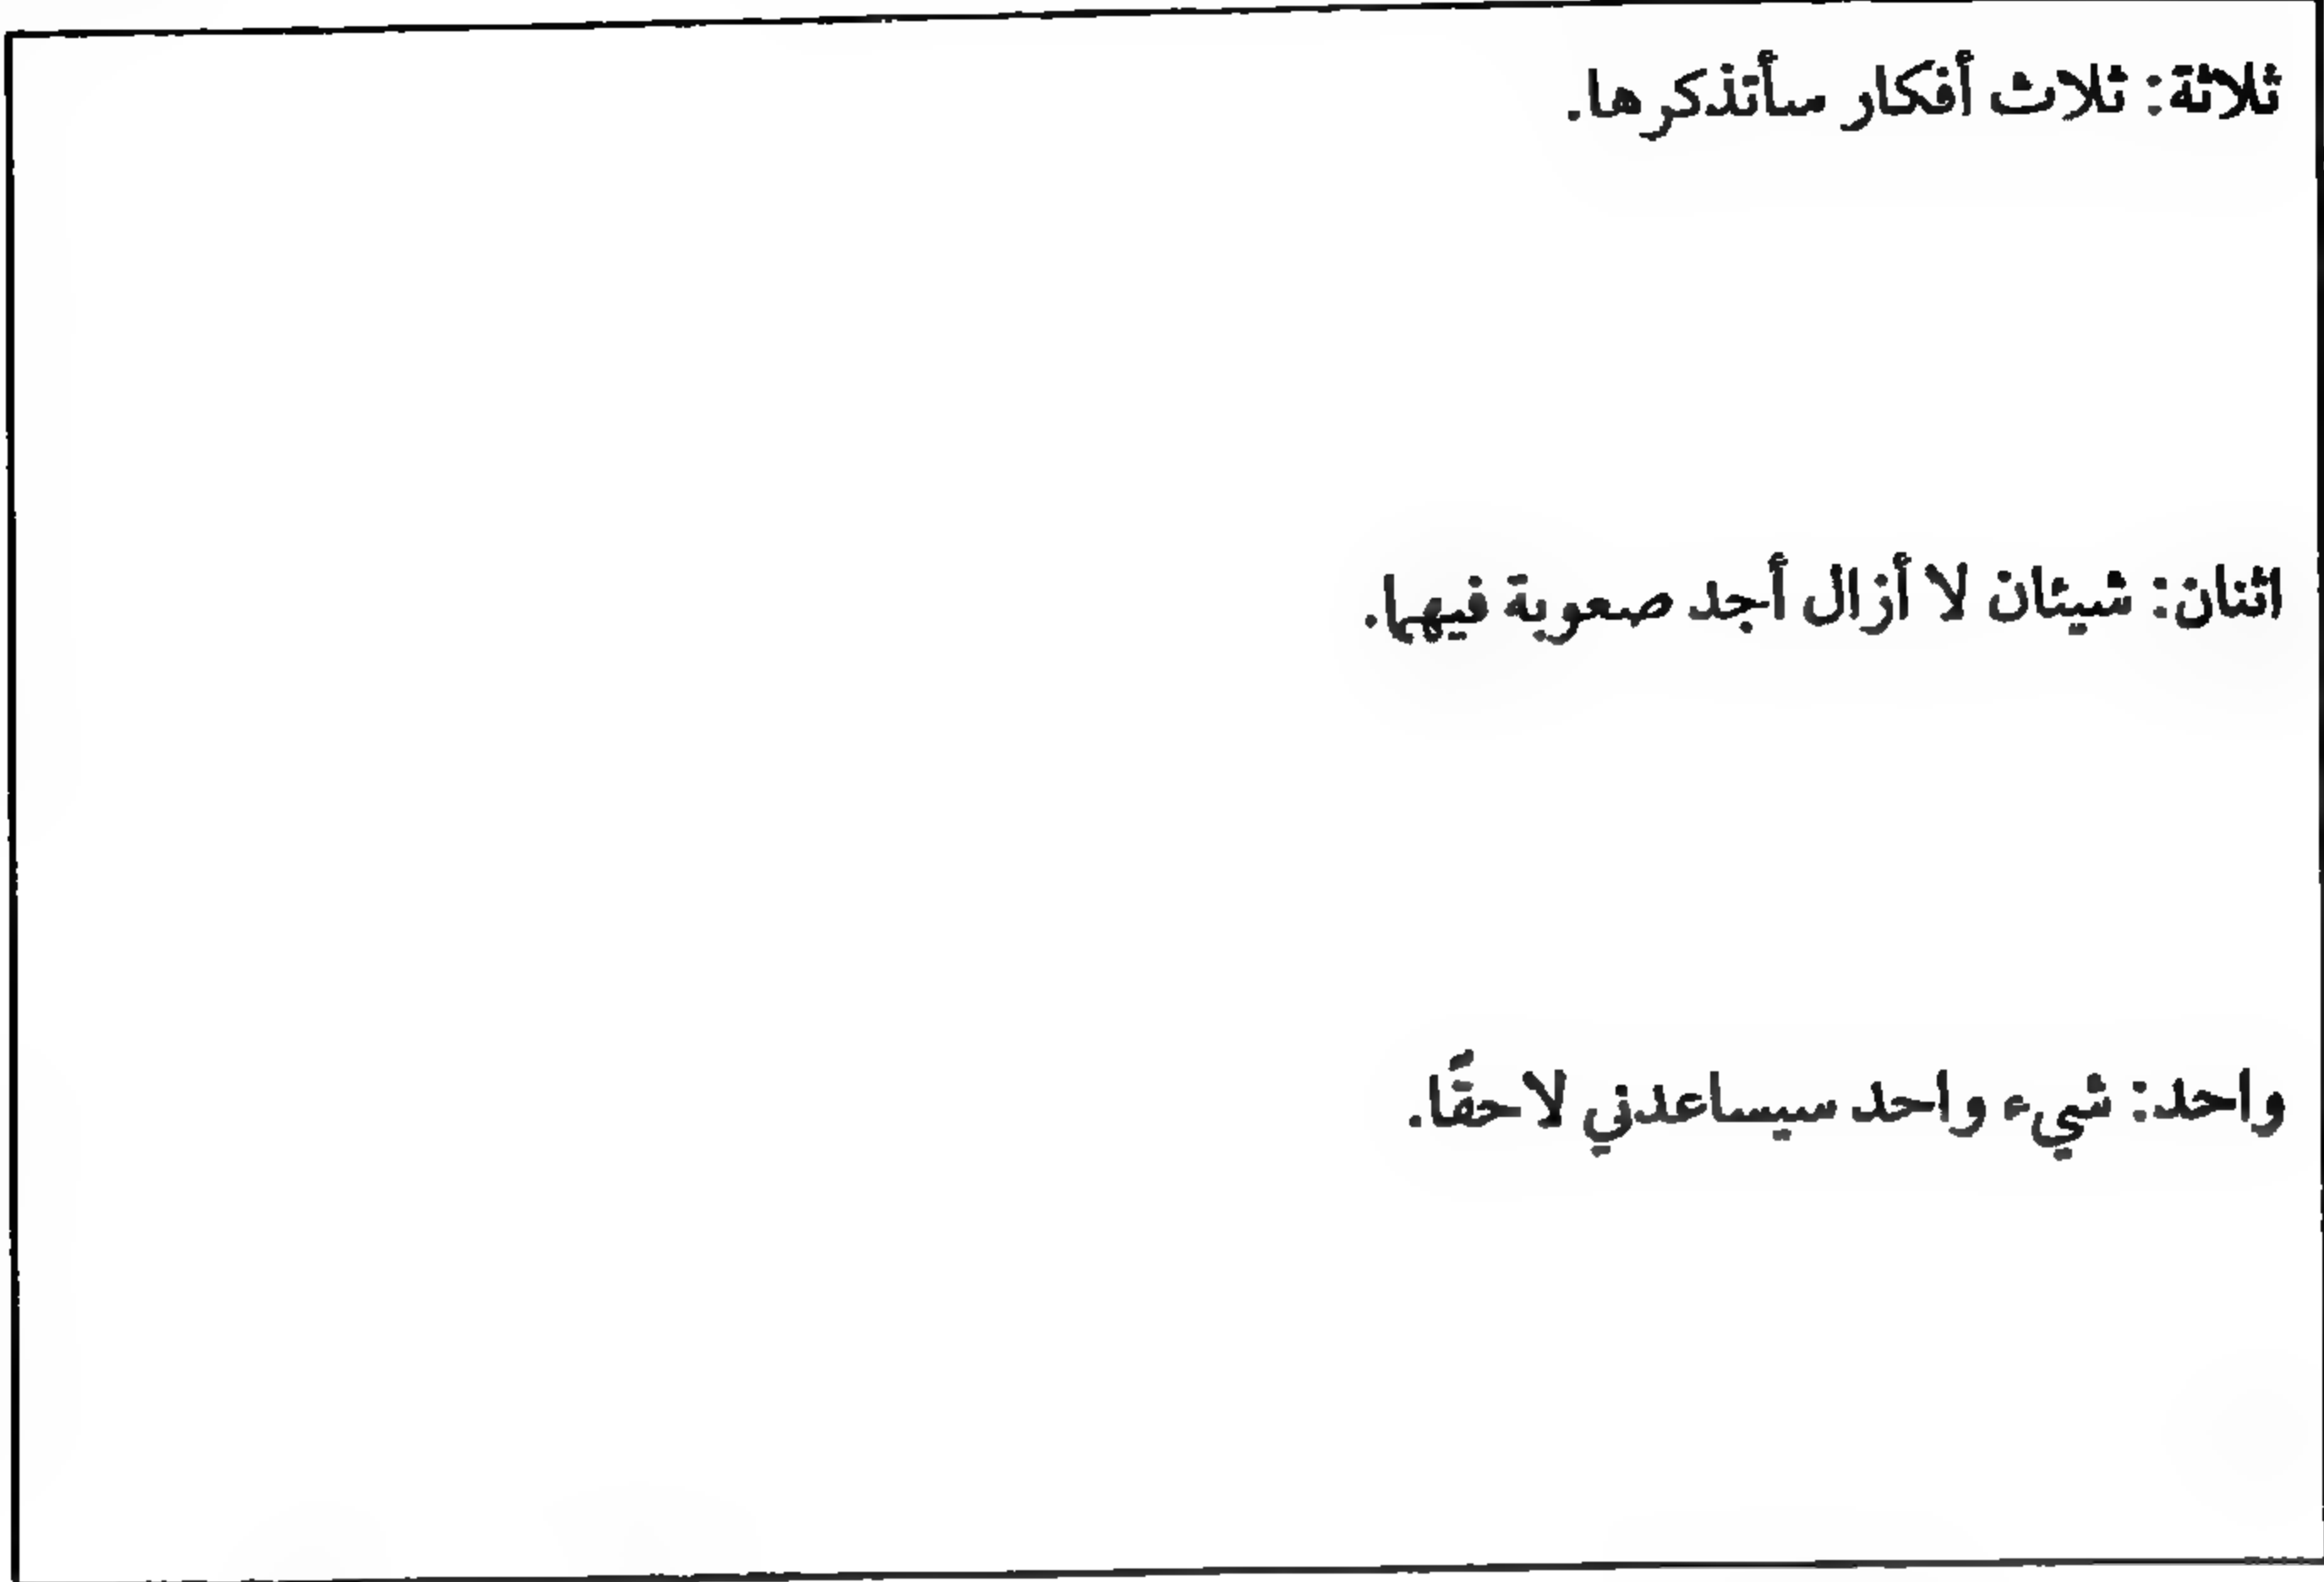 ثلاثة: ثلاث أفكار سأتذكرها.
اثنان: شيئان لا أزال أجد صعوبة فيهما.
واحد: شيء واحد سيساعدني لاحقًا.